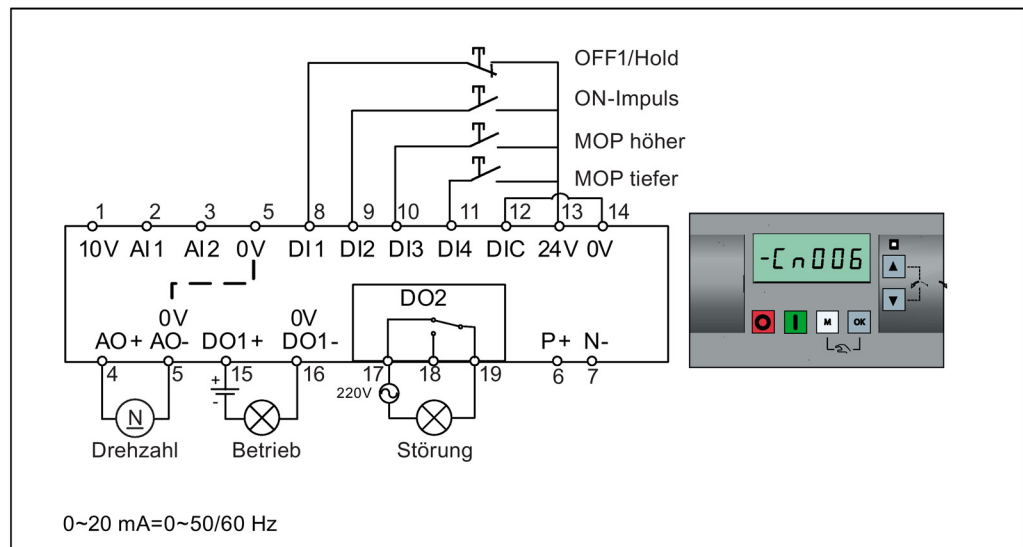 OFF1/Hold
ON-Impuls
MOP höher
MOP tiefer
1 2 3 5 8 9 10 11 12 13 14
10V AI1 AI2 0V DI1 DI2 DI3 DI4 DIC 24V 0V
-Cn006
DO2
0V 0V
AO+ AO- DO1+ DO1- P+ N-
4 5 15 16 17 18 19 6 7
M OK
+
-
220V
N
Drehzahl Betrieb Störung
0~20 mA=0~50/60 Hz